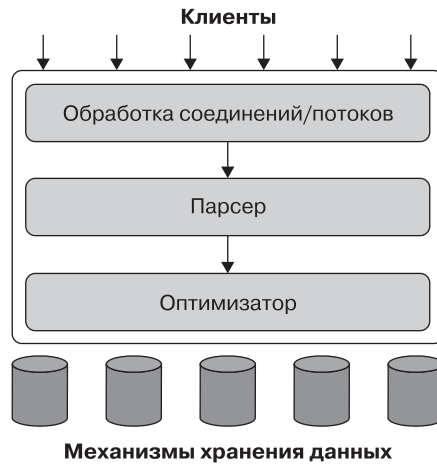 Клиенты
Обработка соединений/потоков
Парсер
Оптимизатор
Механизмы хранения данных